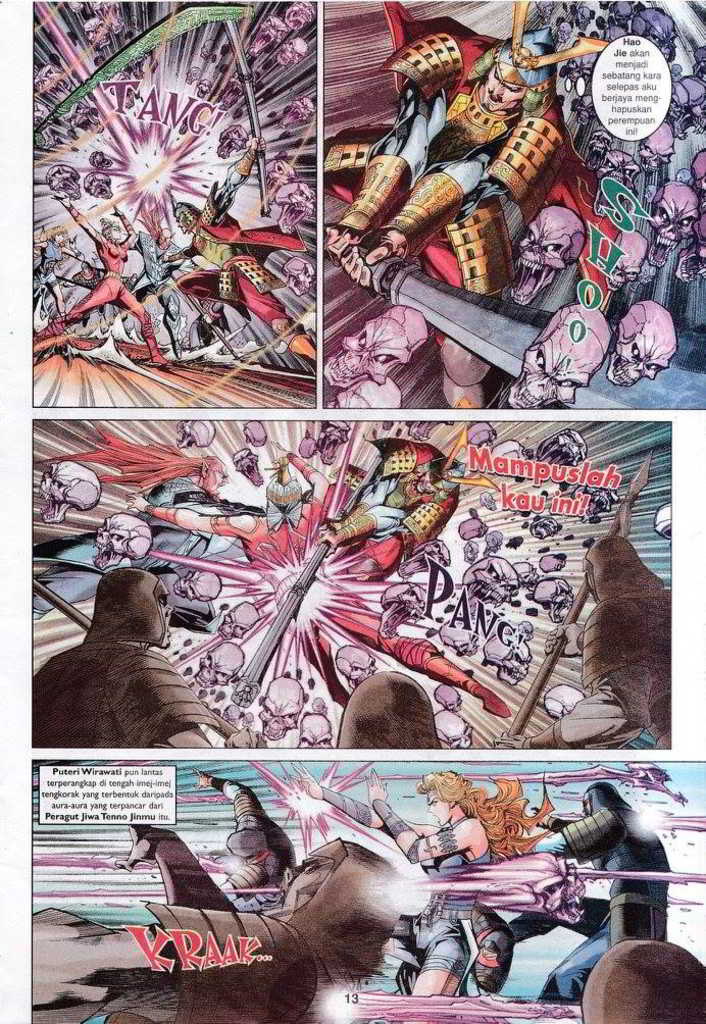 TANG!
Hao
Jie akan
menjadi
sebatang kara
selepas aku
berjaya meng-
hapuskan
perempuan
ini!
SHOO!
Mampuslah
kau ini!
PANG!
Puteri Wirawati pun lantas
terperangkap di tengah-imej-imej
tengkorak yang terbentuk daripada
aura-aura yang terpancar dari
Peragut Jiwa Tenno Jinmu itu.
KRAAK...
13